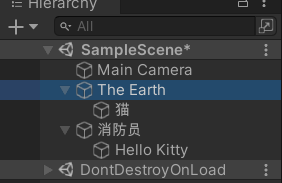 Hierarchy
All
SampleScene*
Main Camera
The Earth
猫
消防员
Hello Kitty
DontDestroyOnLoad